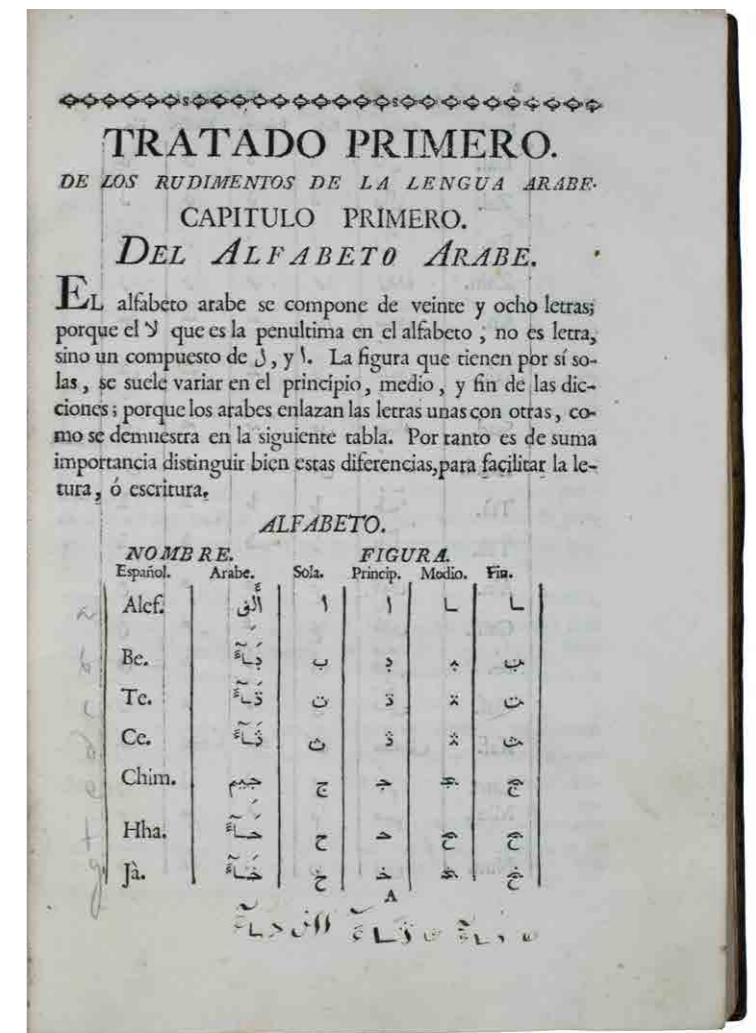 TRATADO PRIMERO.
DE LOS RUDIMENTOS DE LA LENGUA ARABE.
CAPITULO PRIMERO.
DEL ALFABETO ARABE.
EL alfabeto arabe se compone de veinte y ocho letras;
porque el لا que es la penultima en el alfabeto, no es letra,
sino un compuesto de ل, y ا. La figura que tienen por sí so-
las, se suele variar en el principio, medio, y fin de las dic-
ciones; porque los arabes enlazan las letras unas con otras, co-
mo se demuestra en la siguiente tabla. Por tanto es de suma
importancia distinguir bien estas diferencias, para facilitar la le-
tura, ó escritura.
ALFABETO.
NOMBRE. FIGURA.
Español. Arabe. Sola. Princip. Medio. Fin.
Alef. ألف ا ا ـا ـا
Be. بَآءٌ ب بـ ـبـ ـب
Te. تَآءٌ ت تـ ـتـ ـت
Ce. ثَآءٌ ث ثـ ـثـ ـث
Chim. جيم ج جـ ـجـ ـج
Hha. حَآءٌ ح حـ ـح ـح
Jà. خَآءٌ خ خـ ـخـ ـخ
A